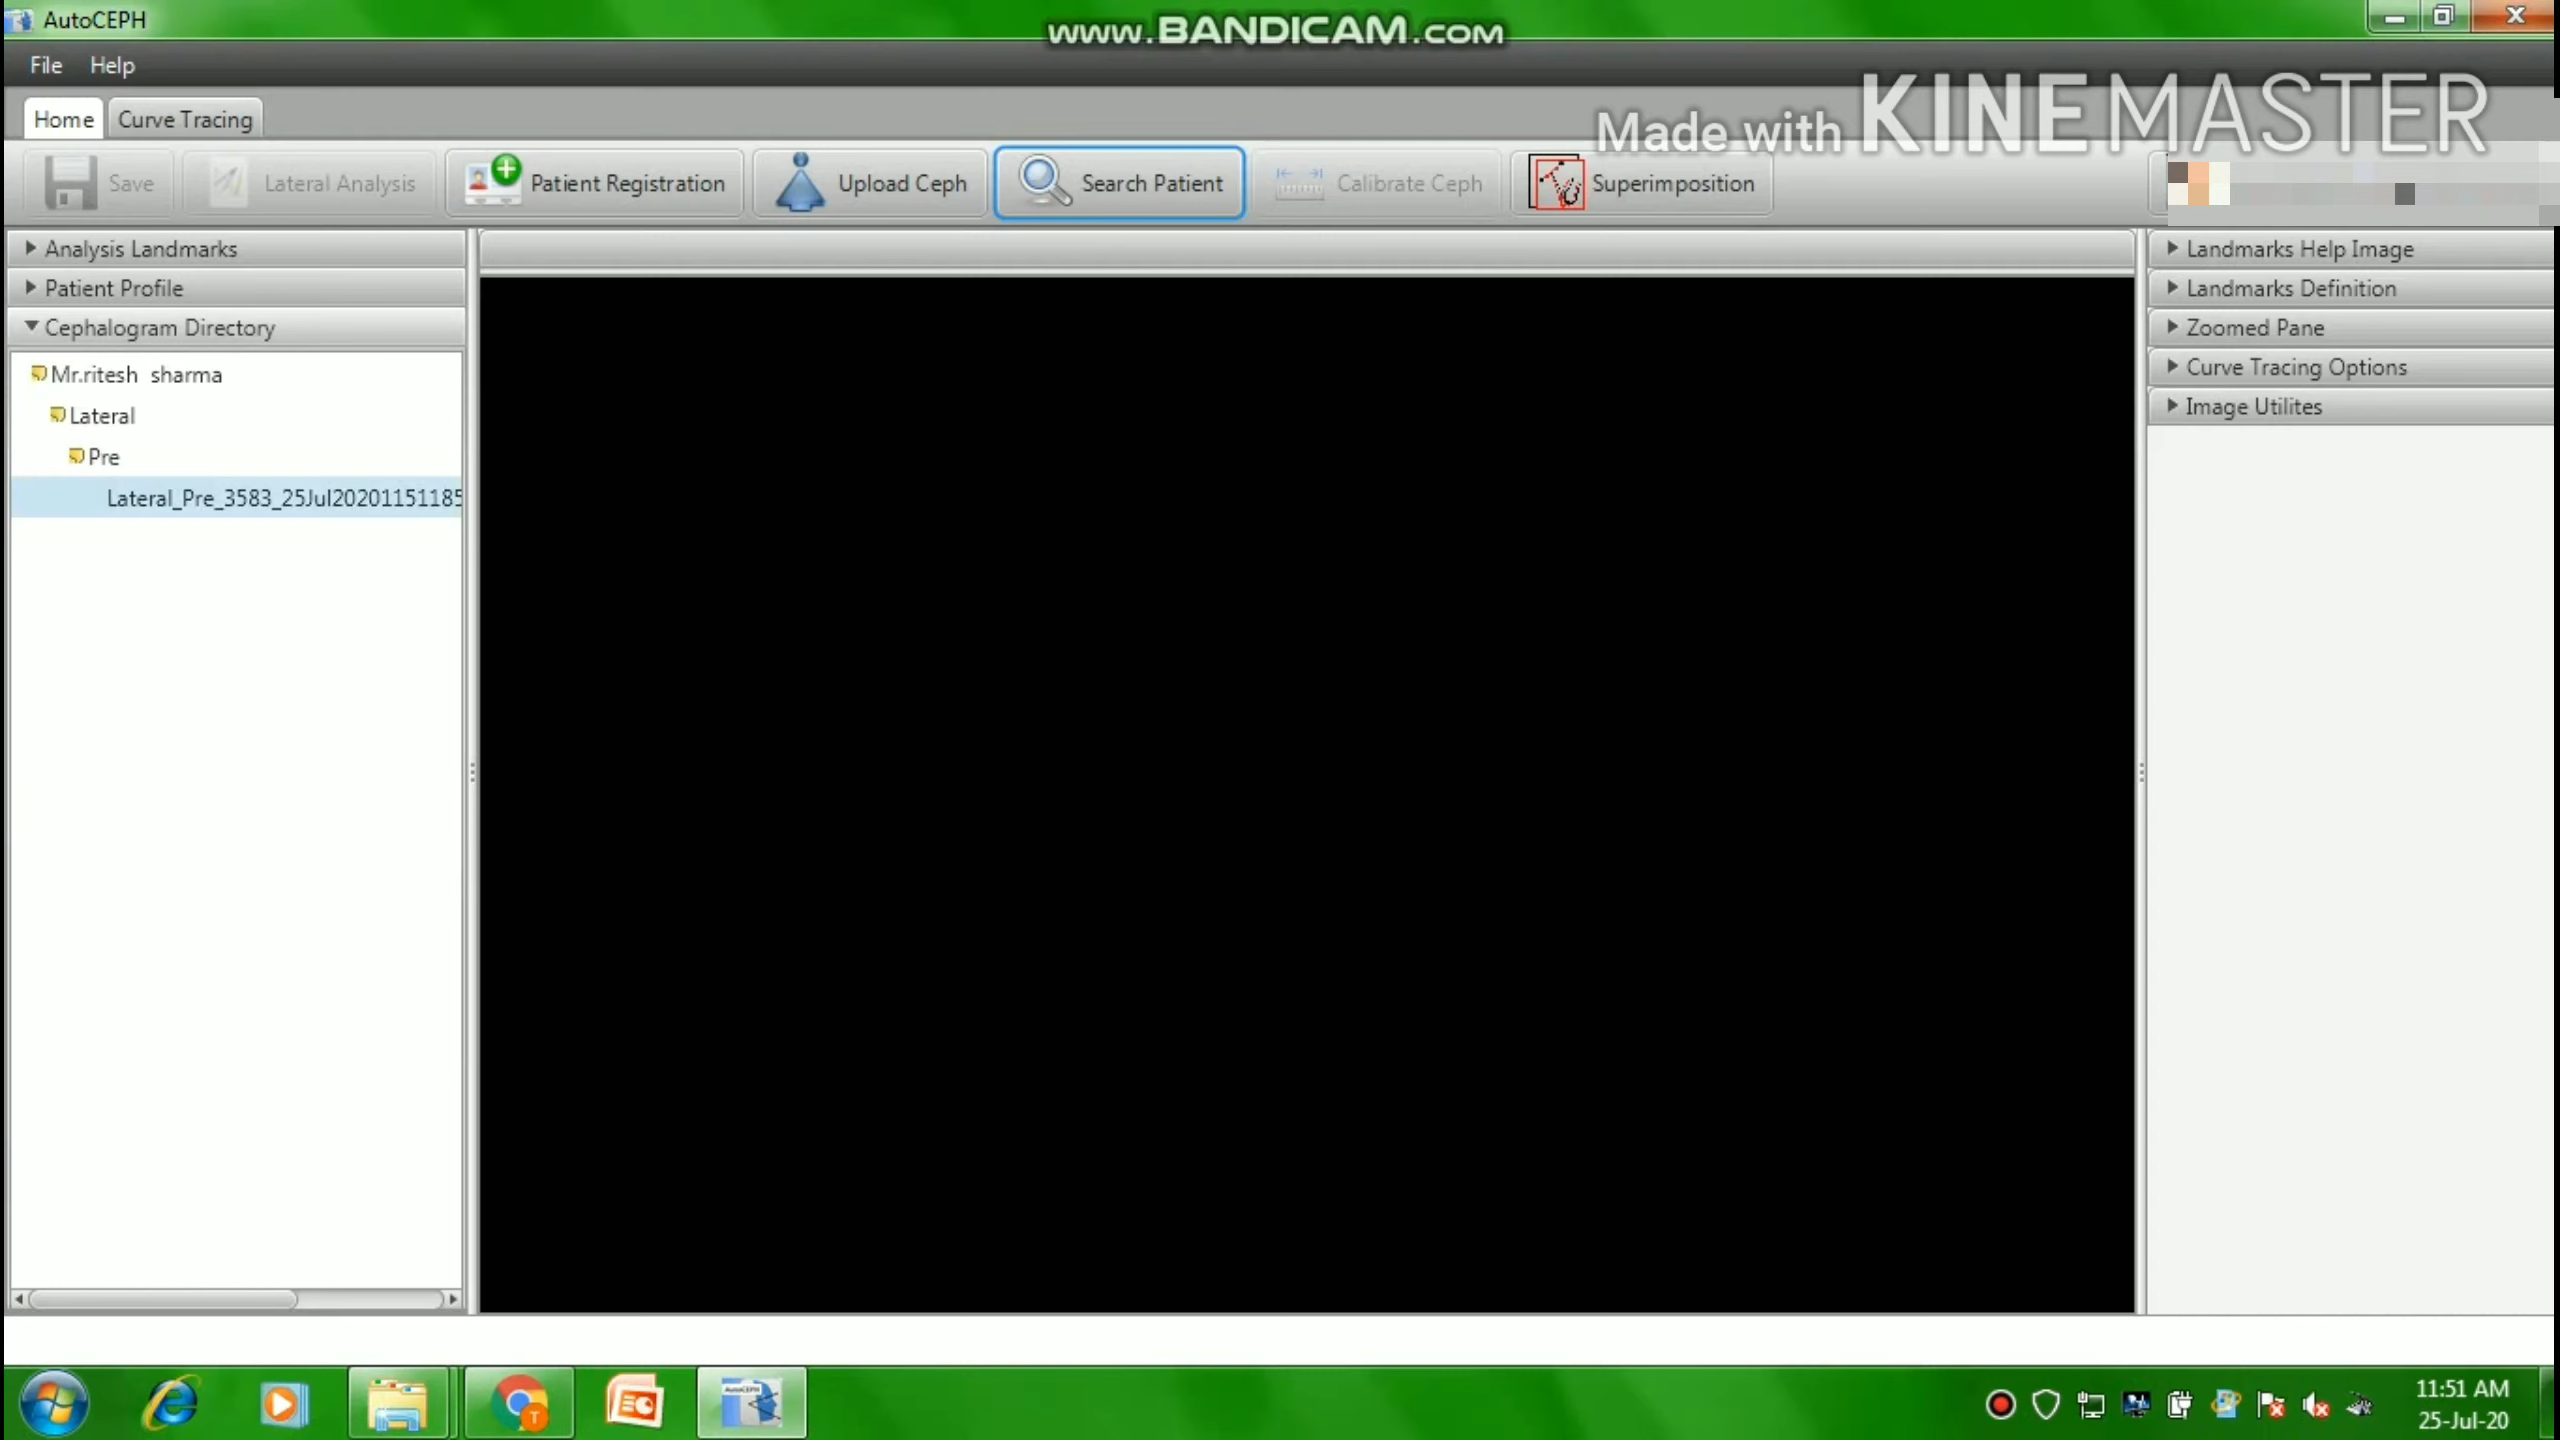 AutoCEPH
www.BANDICAM.com
File Help
Made with KINEMASTER
Home Curve Tracing
Save Lateral Analysis Patient Registration Upload Ceph Search Patient Calibrate Ceph Superimposition
Analysis Landmarks
Patient Profile
Cephalogram Directory
Mr.ritesh sharma
Lateral
Pre
Lateral_Pre_3583_25Jul20201151185
Landmarks Help Image
Landmarks Definition
Zoomed Pane
Curve Tracing Options
Image Utilites
AutoCEPH
T
11:51 AM
25-Jul-20